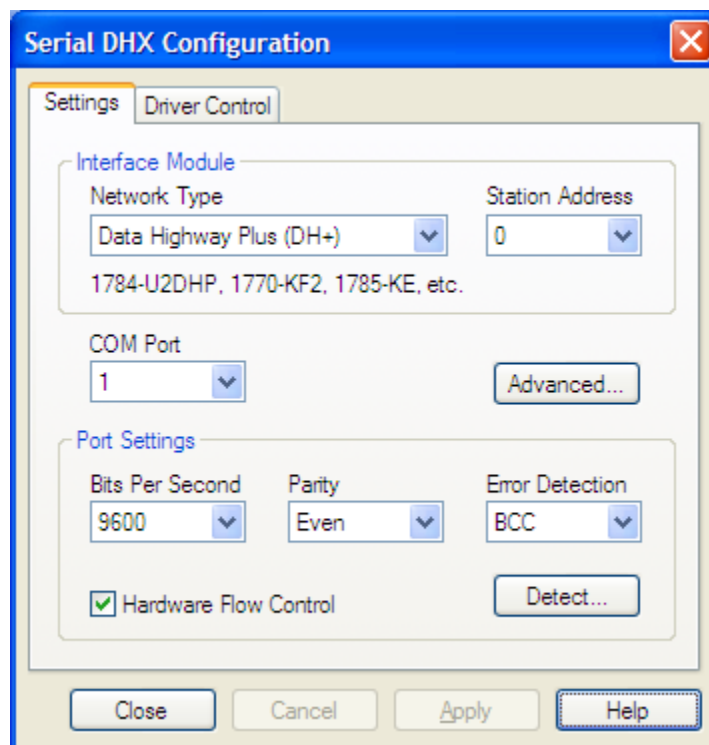 Serial DHX Configuration
Settings Driver Control
Interface Module
Network Type Station Address
Data Highway Plus (DH+) 0
1784-U2DHP, 1770-KF2, 1785-KE, etc.
COM Port
1 Advanced...
Port Settings
Bits Per Second Parity Error Detection
9600 Even BCC
Hardware Flow Control Detect...
Close Cancel Apply Help